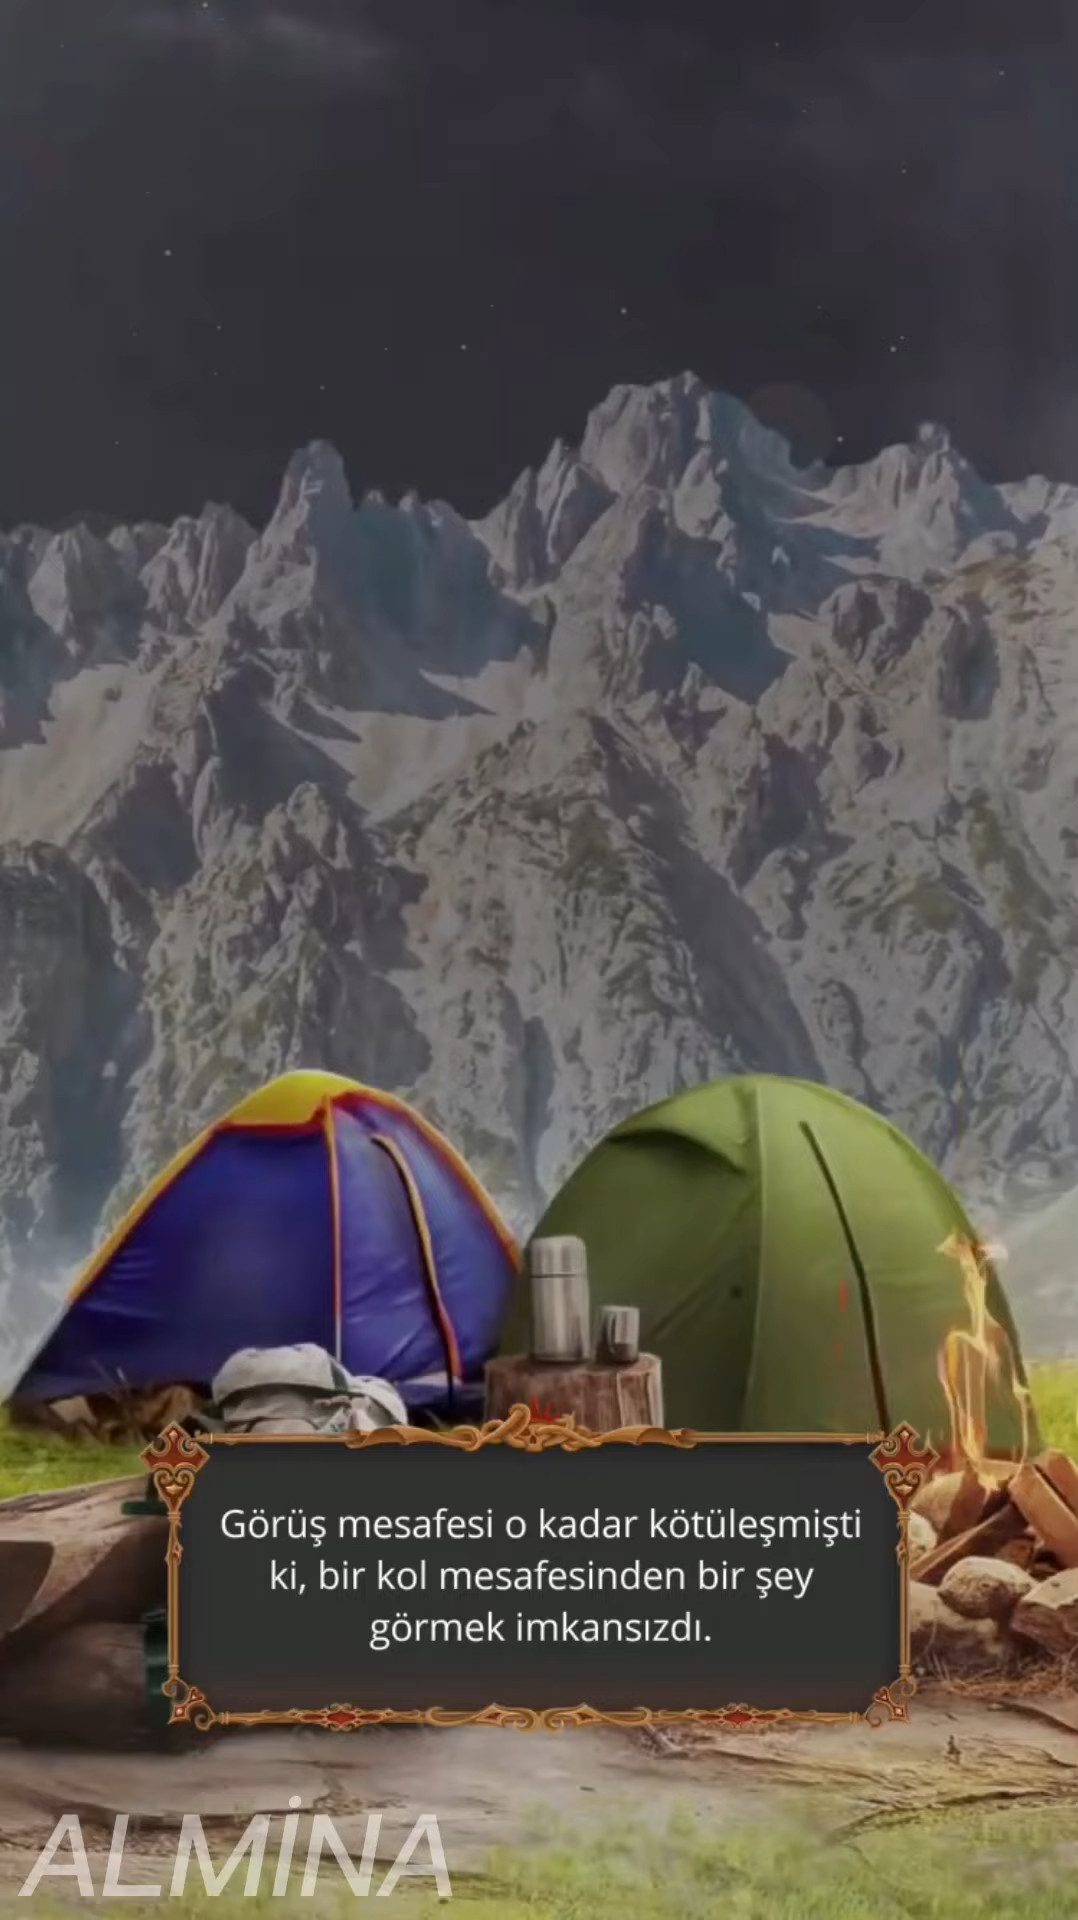 Görüş mesafesi o kadar kötüleşmişti
ki, bir kol mesafesinden bir şey
görmek imkansızdı.
ALMİNA